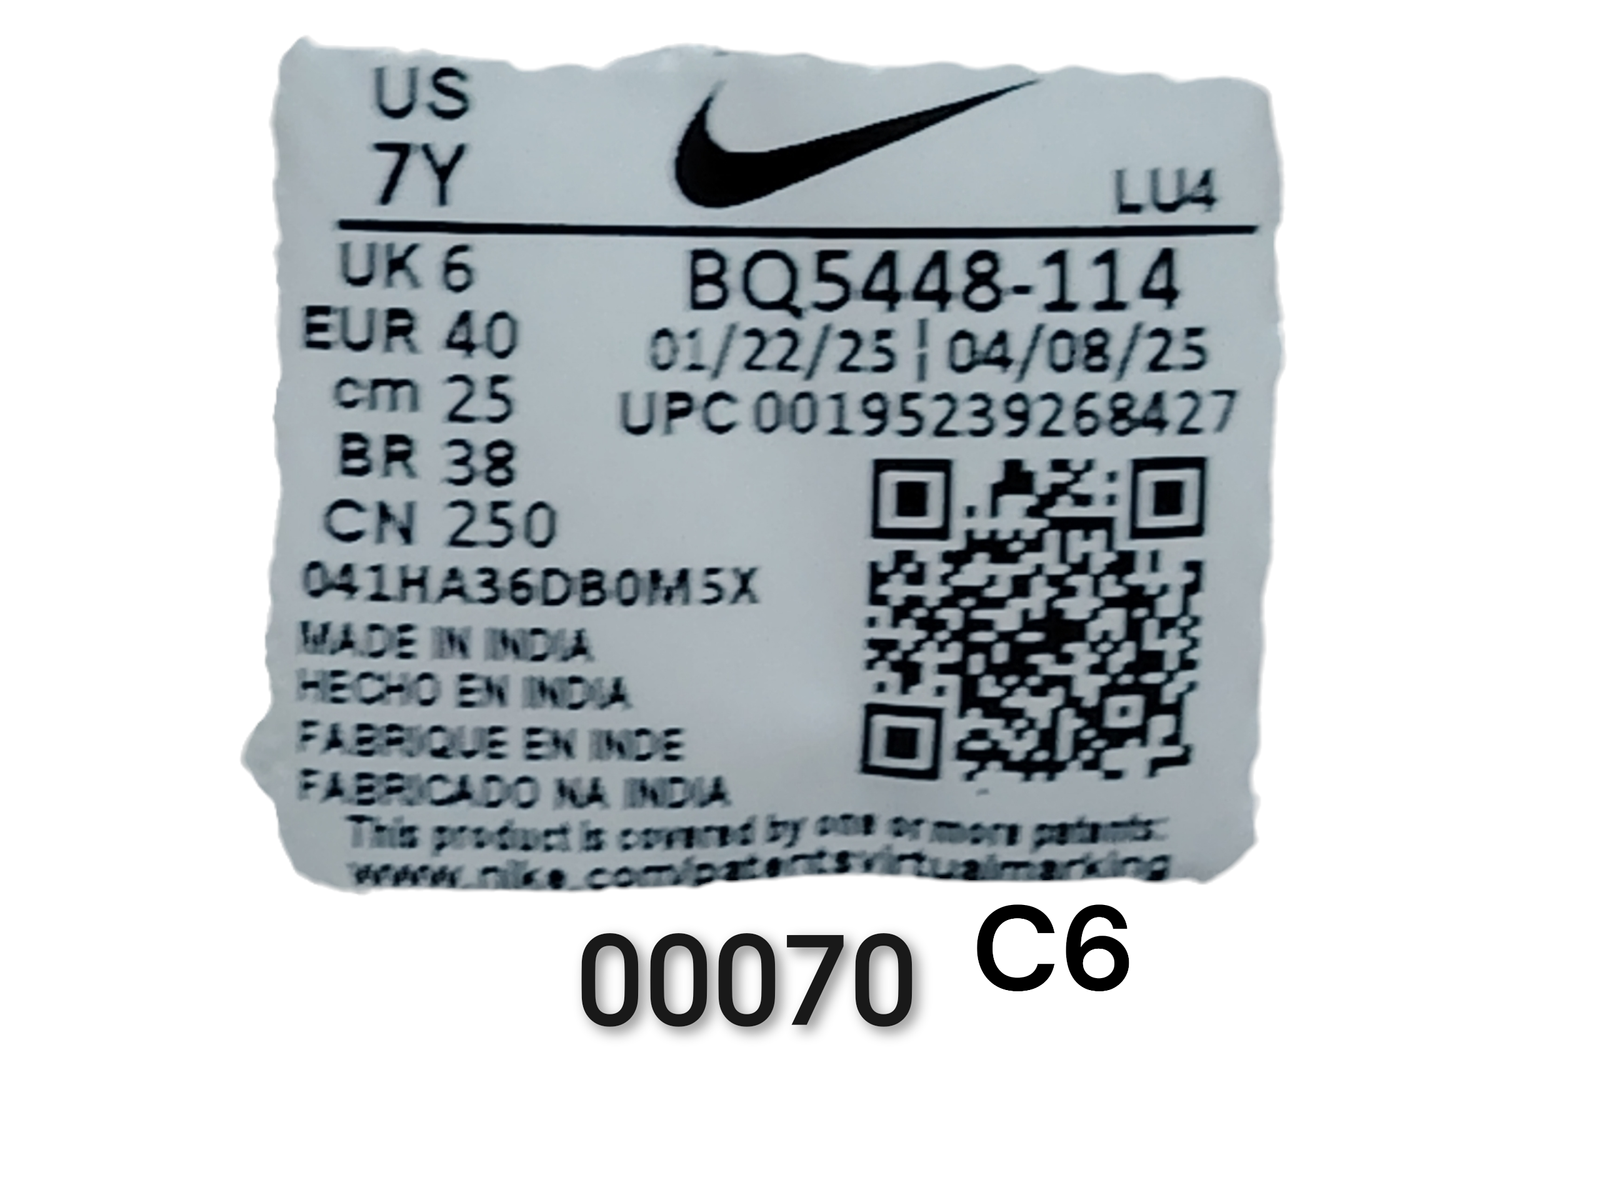 US
7Y
LU4
UK 6
BQ5448-114
EUR 40
01/22/25 | 04/08/25
cm 25
UPC 00195239268427
BR 38
CN 250
041HA36DB0M5X
MADE IN INDIA
HECHO EN INDIA
FABRIQUE EN INDE
FABRICADO NA INDIA
This product is covered by one or more patents:
www.nike.com/patentsvirtualmarking
00070
C6